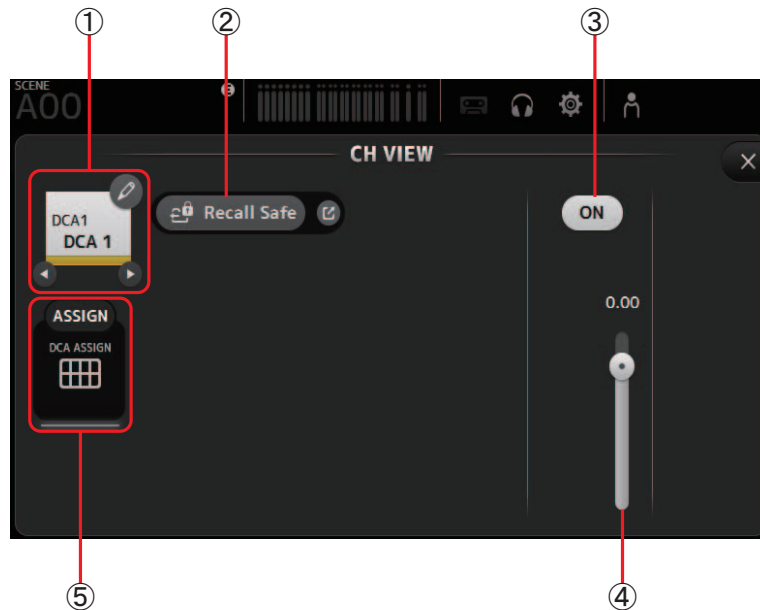 ① ② ③
SCENE
A00
CH VIEW
DCA1
DCA 1
Recall Safe
ON
0.00
ASSIGN
DCA ASSIGN
⑤ ④